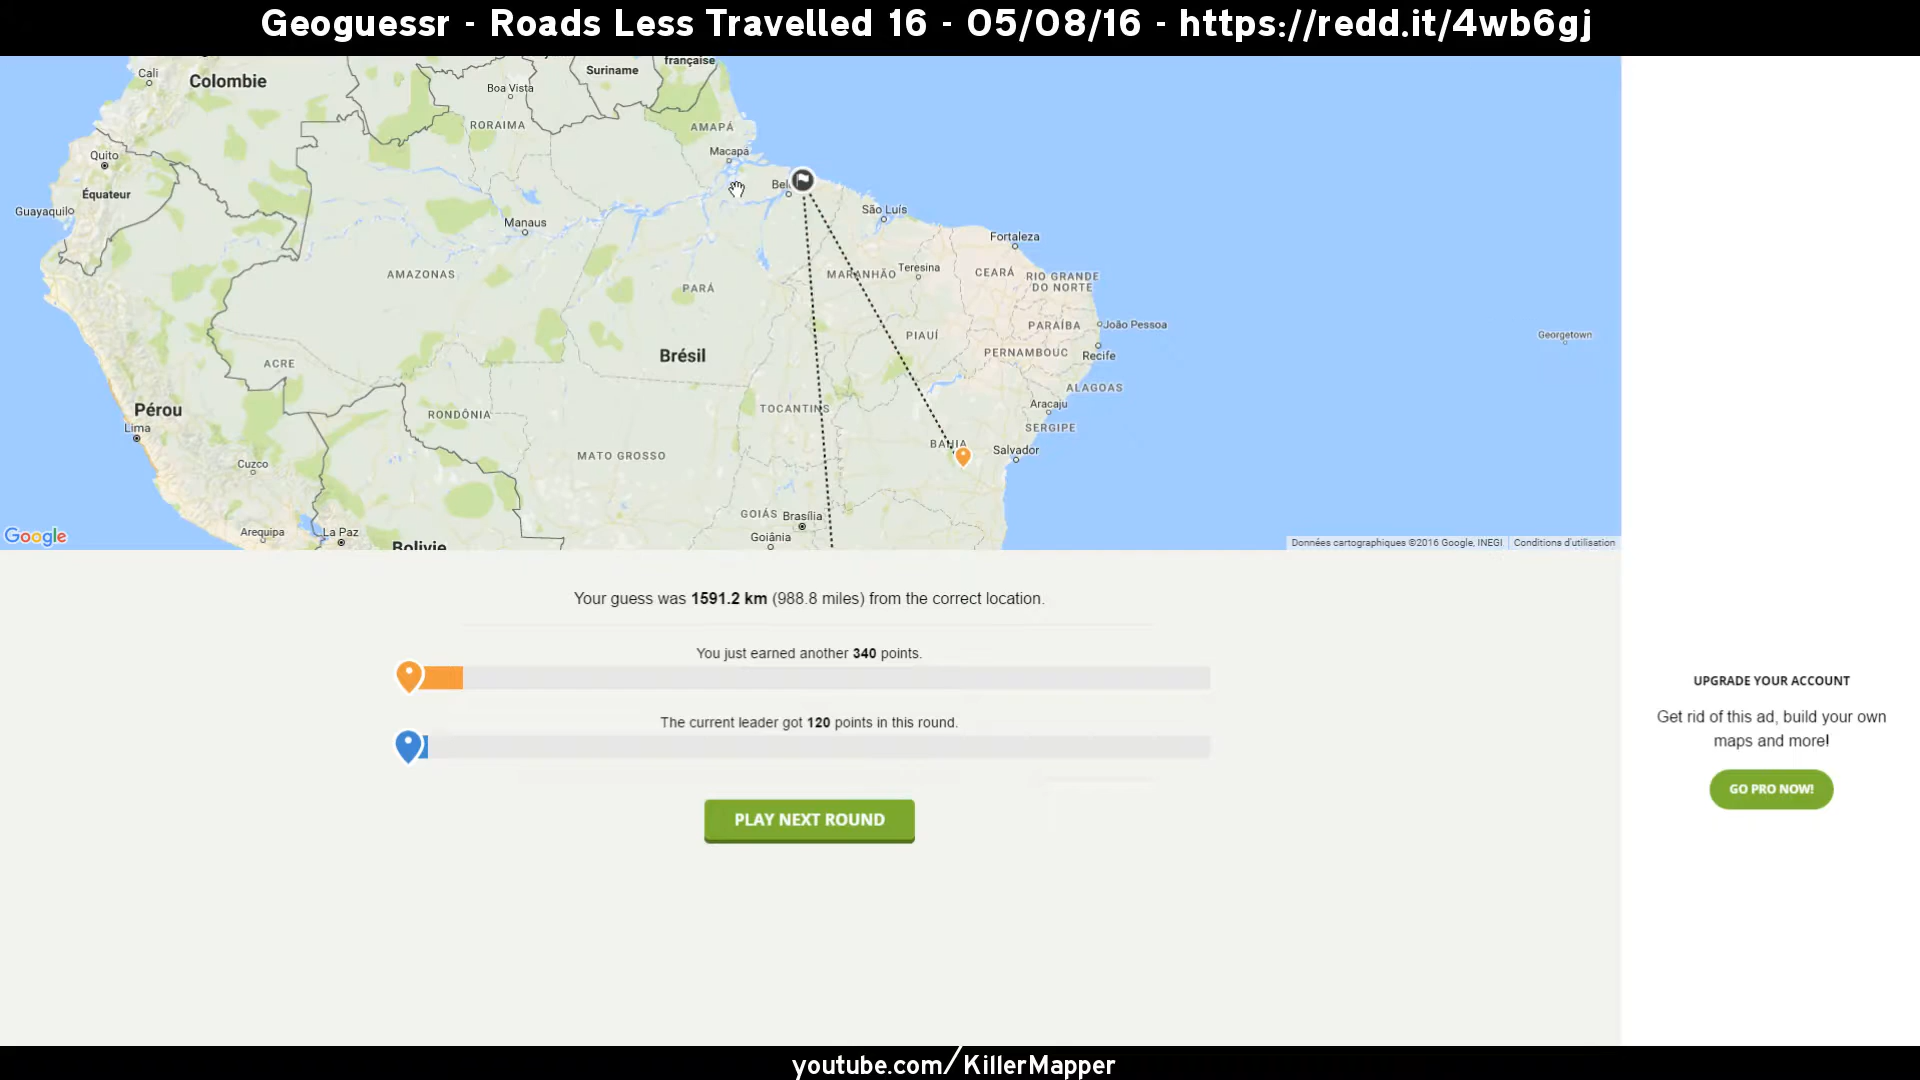 Geoguessr - Roads Less Travelled 16 - 05/08/16 - https://redd.it/4wb6gj
française
Cali
Colombie
Suriname
Boa Vista
RORAIMA
AMAPÁ
Macapá
Quito
Équateur
Guayaquil
Manaus
São Luís
Fortaleza
AMAZONAS
PARÁ
MARANHÃO
Teresina
CEARÁ
RIO GRANDE
DO NORTE
PARAÍBA
João Pessoa
Georgetown
PIAUÍ
Brésil
PERNAMBOUC
Recife
ACRE
ALAGOAS
Pérou
Lima
RONDÔNIA
TOCANTINS
Aracaju
SERGIPE
BAHIA
Salvador
MATO GROSSO
Cuzco
GOIÁS
Brasília
Arequipa
La Paz
Goiânia
Bolivie
Google
Données cartographiques ©2016 Google, INEGI
Conditions d'utilisation
Your guess was 1591.2 km (988.8 miles) from the correct location.
You just earned another 340 points.
The current leader got 120 points in this round.
PLAY NEXT ROUND
UPGRADE YOUR ACCOUNT
Get rid of this ad, build your own
maps and more!
GO PRO NOW!
youtube.com/KillerMapper